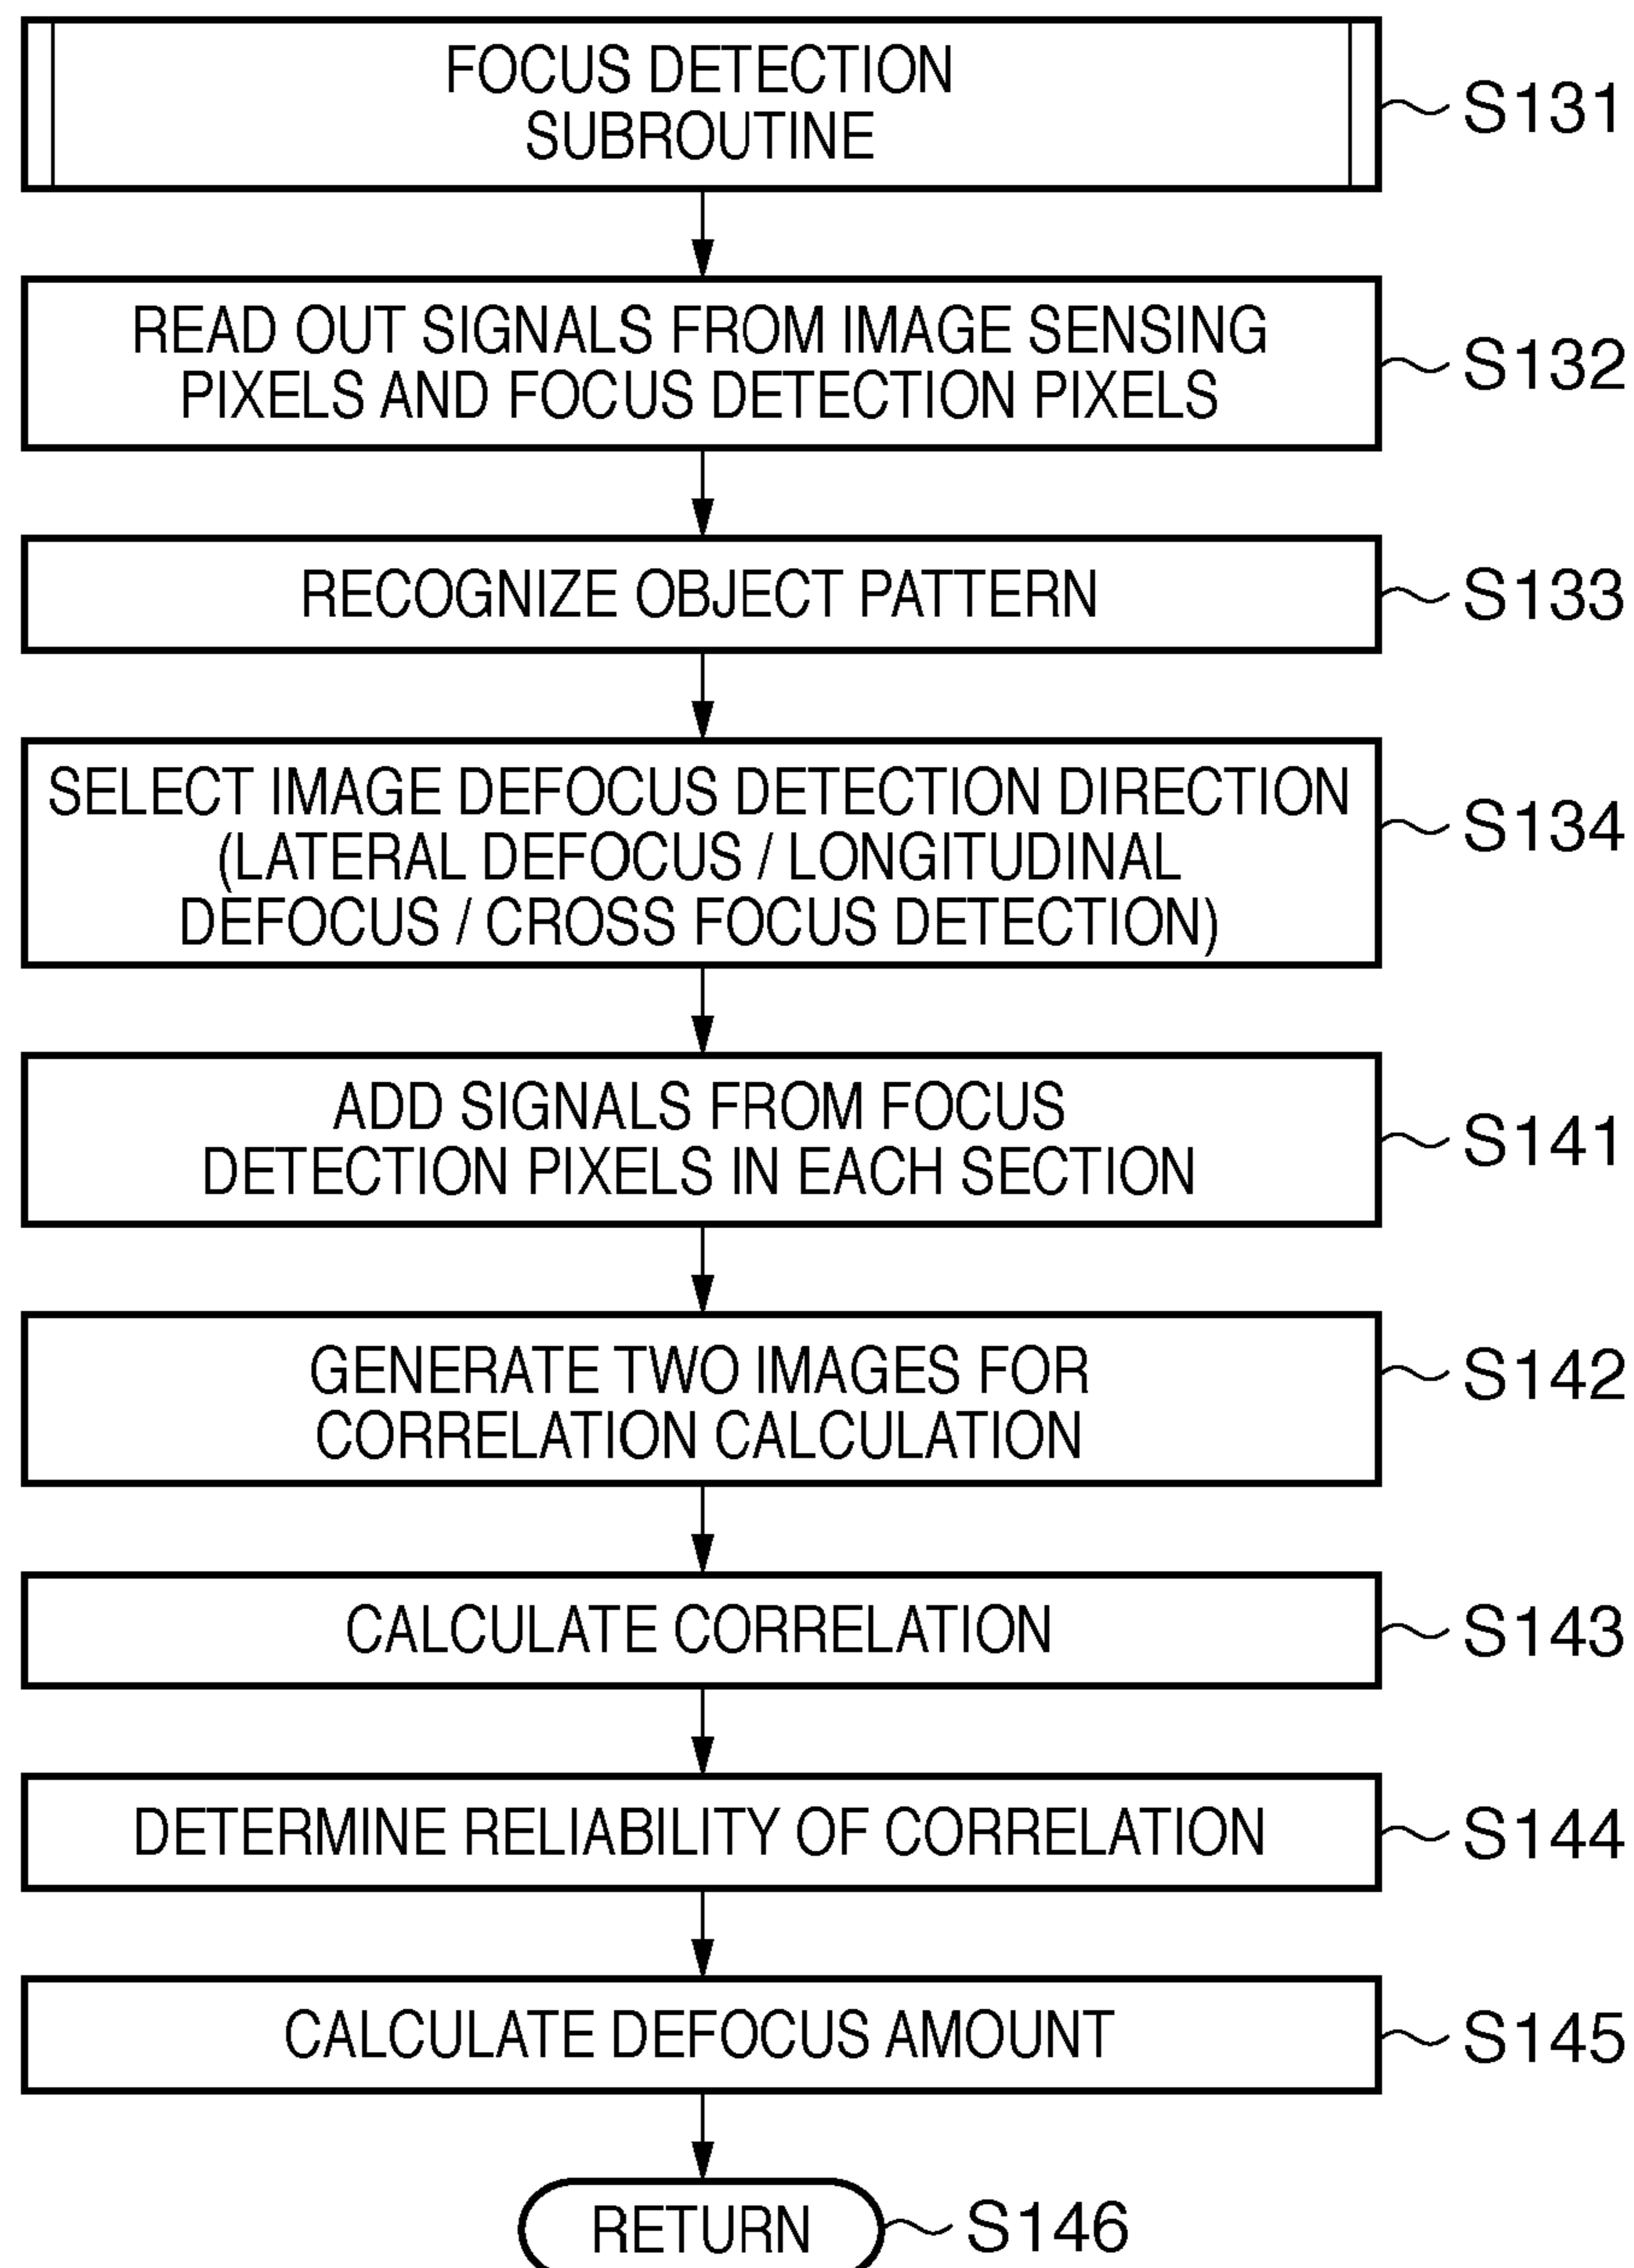 FOCUS DETECTION
SUBROUTINE
S131
READ OUT SIGNALS FROM IMAGE SENSING
PIXELS AND FOCUS DETECTION PIXELS
S132
RECOGNIZE OBJECT PATTERN
S133
SELECT IMAGE DEFOCUS DETECTION DIRECTION
(LATERAL DEFOCUS / LONGITUDINAL
DEFOCUS / CROSS FOCUS DETECTION)
S134
ADD SIGNALS FROM FOCUS
DETECTION PIXELS IN EACH SECTION
S141
GENERATE TWO IMAGES FOR
CORRELATION CALCULATION
S142
CALCULATE CORRELATION
S143
DETERMINE RELIABILITY OF CORRELATION
S144
CALCULATE DEFOCUS AMOUNT
S145
RETURN
S146